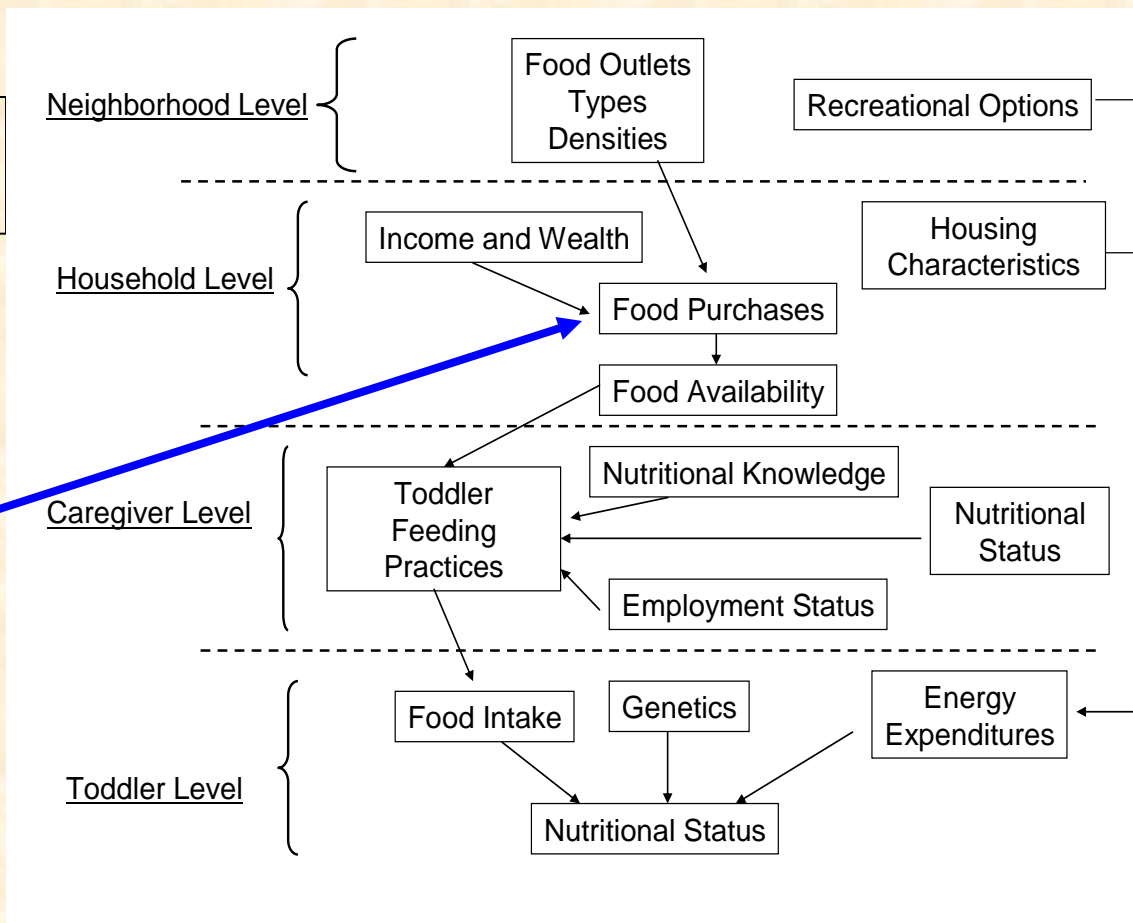 Neighborhood Level
Food Outlets
Types
Densities
Recreational Options
Household Level
Income and Wealth
Housing
Characteristics
Food Purchases
Food Availability
Caregiver Level
Toddler
Feeding
Practices
Nutritional Knowledge
Nutritional
Status
Employment Status
Toddler Level
Food Intake
Genetics
Energy
Expenditures
Nutritional Status